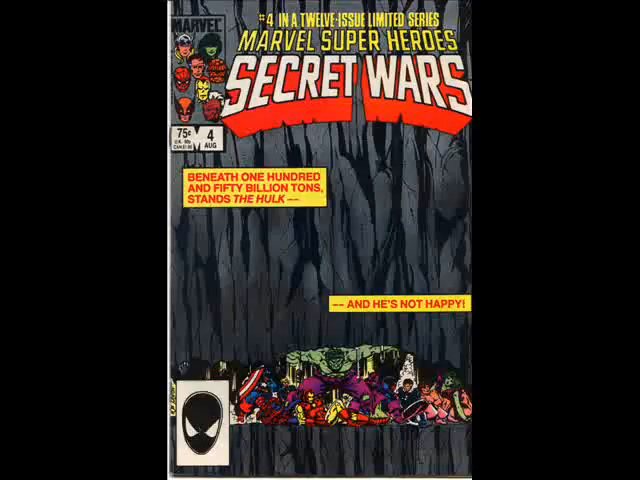 MARVEL
#4 IN A TWELVE-ISSUE LIMITED SERIES
MARVEL SUPER HEROES
SECRET WARS
75¢
4
AUG
BENEATH ONE HUNDRED
AND FIFTY BILLION TONS,
STANDS THE HULK --
-- AND HE'S NOT HAPPY!